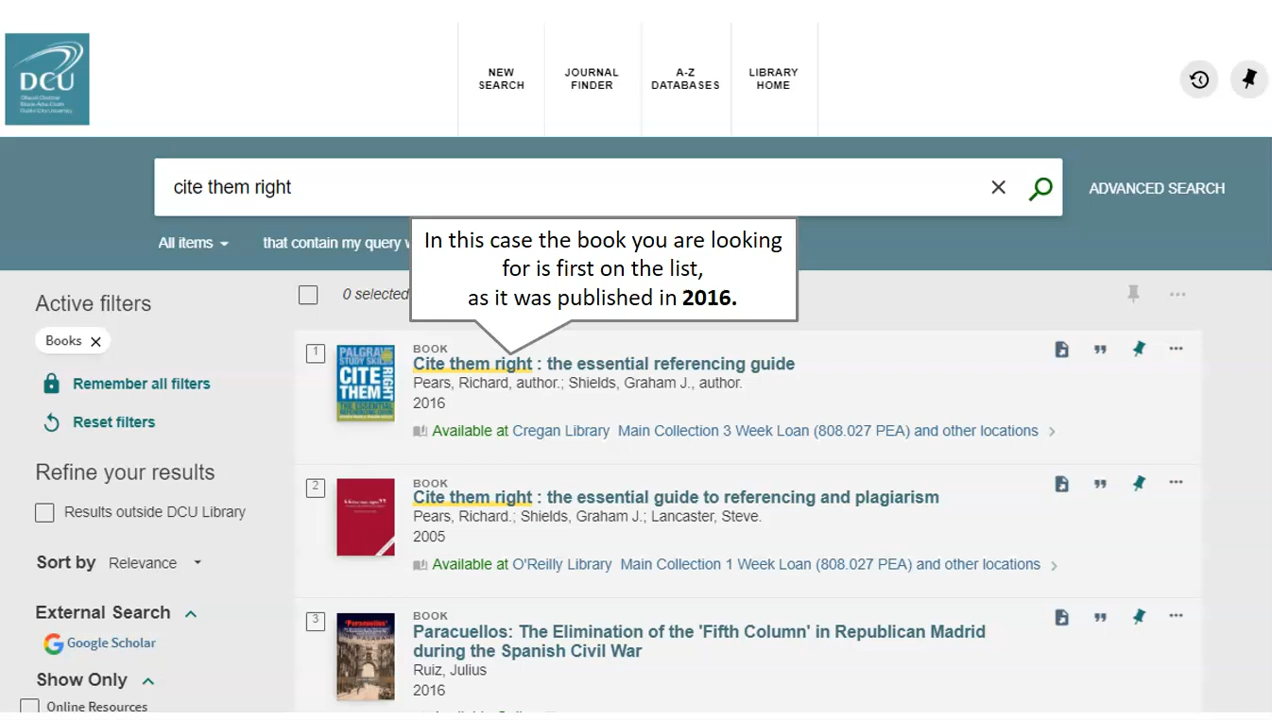 DCU
NEW SEARCH
JOURNAL FINDER
A-Z DATABASES
LIBRARY HOME
cite them right
ADVANCED SEARCH
All items
that contain my query
In this case the book you are looking
for is first on the list,
as it was published in 2016.
Active filters
Books
Remember all filters
Reset filters
Refine your results
Results outside DCU Library
Sort by Relevance
External Search
Google Scholar
Show Only
Online Resources
0 selected
1
PALGRAVE
STUDY SKILLS
CITE
THEM
RIGHT
BOOK
Cite them right : the essential referencing guide
Pears, Richard, author.; Shields, Graham J., author.
2016
Available at Cregan Library Main Collection 3 Week Loan (808.027 PEA) and other locations
2
BOOK
Cite them right : the essential guide to referencing and plagiarism
Pears, Richard.; Shields, Graham J.; Lancaster, Steve.
2005
Available at O'Reilly Library Main Collection 1 Week Loan (808.027 PEA) and other locations
3
'Paracuellos'
BOOK
Paracuellos: The Elimination of the 'Fifth Column' in Republican Madrid
during the Spanish Civil War
Ruiz, Julius
2016